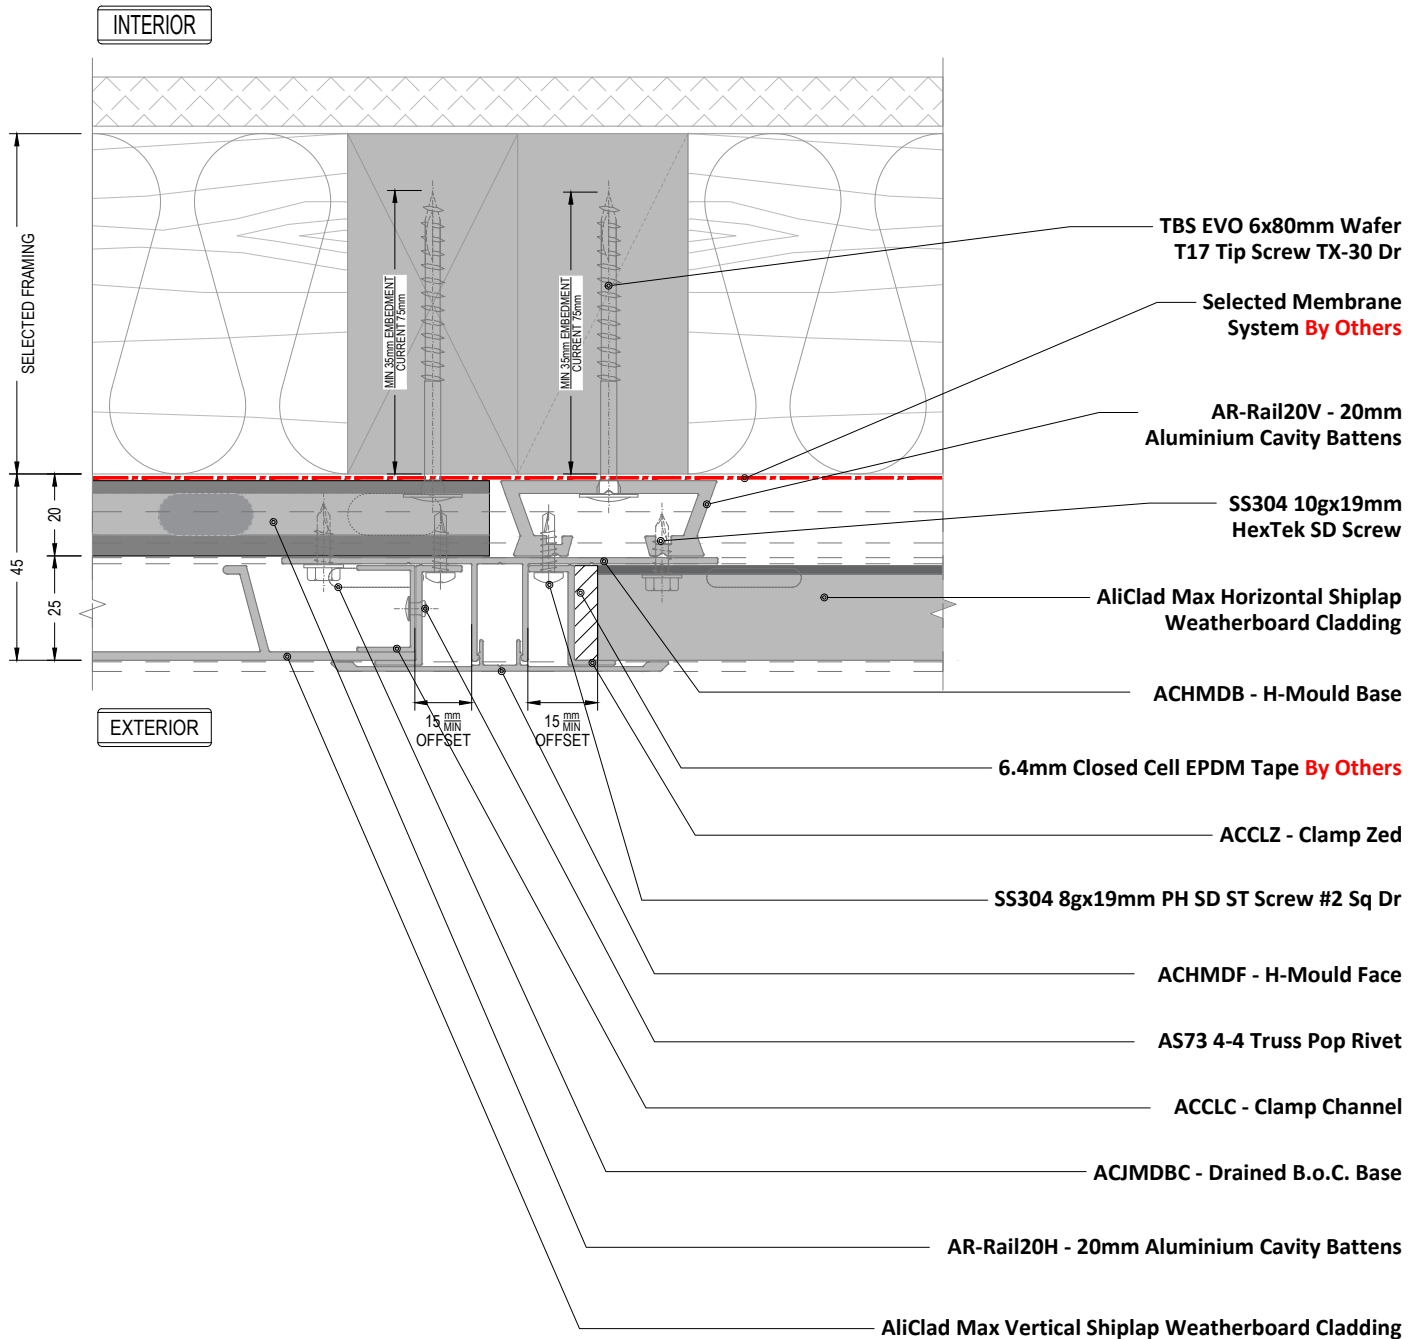 INTERIOR
SELECTED FRAMING
MIN 35mm EMBEDMENT
CURRENT 75mm
MIN 35mm EMBEDMENT
CURRENT 75mm
TBS EVO 6x80mm Wafer
T17 Tip Screw TX-30 Dr
Selected Membrane
System By Others
AR-Rail20V - 20mm
Aluminium Cavity Battens
SS304 10gx19mm
HexTek SD Screw
20
45
25
AliClad Max Horizontal Shiplap
Weatherboard Cladding
ACHMDB - H-Mould Base
EXTERIOR
15 mm MIN
OFFSET
15 mm MIN
OFFSET
6.4mm Closed Cell EPDM Tape By Others
ACCLZ - Clamp Zed
SS304 8gx19mm PH SD ST Screw #2 Sq Dr
ACHMDF - H-Mould Face
AS73 4-4 Truss Pop Rivet
ACCLC - Clamp Channel
ACJMDBC - Drained B.o.C. Base
AR-Rail20H - 20mm Aluminium Cavity Battens
AliClad Max Vertical Shiplap Weatherboard Cladding